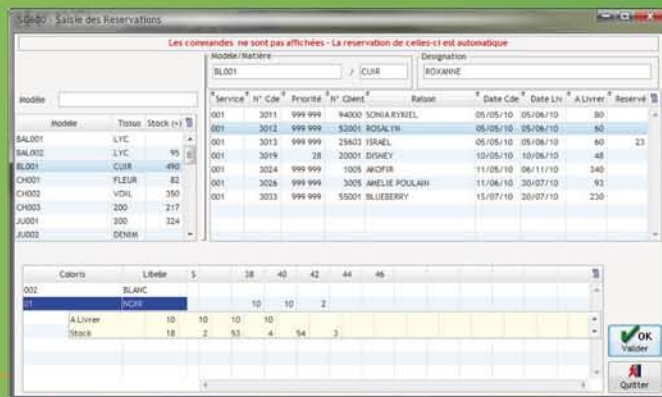 SGR00 - Saisie des Reservations
Les commandes ne sont pas affichées - La reservation de celles-ci est automatique
Modèle/Matière Designation
BL001 / CUIR ROXANNE
Modèle
Modèle Tissus Stock (+)
BAL001 LYC
BAL002 LYC 95
BL001 CUIR 490
CH001 FLEUR 82
CH002 VOIL 350
CH003 200 217
JU001 200 324
JU002 DENIM
Service N° Cde Priorité N° Client Raison Date Cde Date Liv A Livrer Reservé
001 3011 999 999 94000 SONIA RYKIEL 05/05/10 05/06/10 80
001 3012 999 999 52001 ROSALYN 05/05/10 05/06/10 60
001 3013 999 999 25603 ISRAEL 05/05/10 05/06/10 60 23
001 3019 28 20001 DISNEY 10/05/10 10/06/10 48
001 3024 999 999 1005 AKOFIR 11/05/10 06/11/10 340
001 3026 999 999 3005 AMELIE POULAIN 11/06/10 30/07/10 93
001 3033 999 999 55001 BLUEBERRY 15/07/10 20/07/10 230
Coloris Libelle S 38 40 42 44 46
002 BLANC
01 NOIR 10 10 2
A Livrer 10 10 10 10
Stock 18 2 53 4 54 3
OK
Valider
Quitter